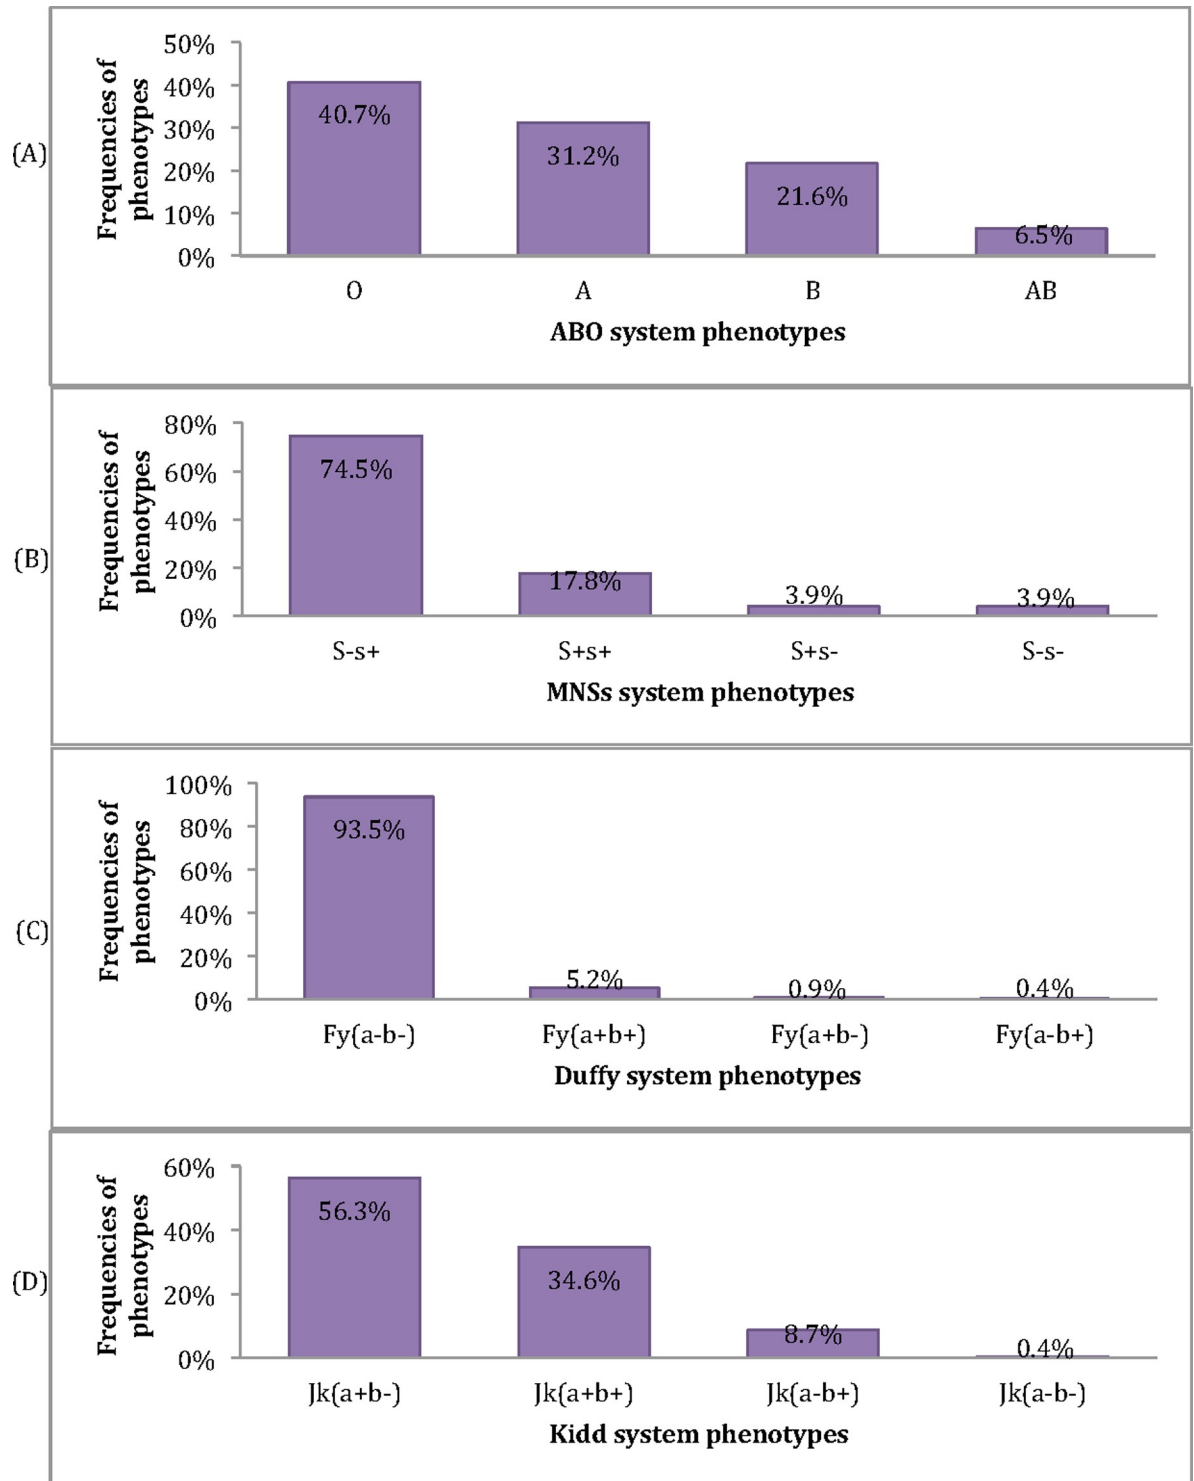 (A)
Frequencies of
phenotypes
50%
40%
30%
20%
10%
0%
40.7%
31.2%
21.6%
6.5%
O A B AB
ABO system phenotypes
(B)
Frequencies of
phenotypes
80%
60%
40%
20%
0%
74.5%
17.8%
3.9%
3.9%
S-s+ S+s+ S+s- S-s-
MNSs system phenotypes
(C)
Frequencies of
phenotypes
100%
80%
60%
40%
20%
0%
93.5%
5.2%
0.9%
0.4%
Fy(a-b-) Fy(a+b+) Fy(a+b-) Fy(a-b+)
Duffy system phenotypes
(D)
Frequencies of
phenotypes
60%
40%
20%
0%
56.3%
34.6%
8.7%
0.4%
Jk(a+b-) Jk(a+b+) Jk(a-b+) Jk(a-b-)
Kidd system phenotypes